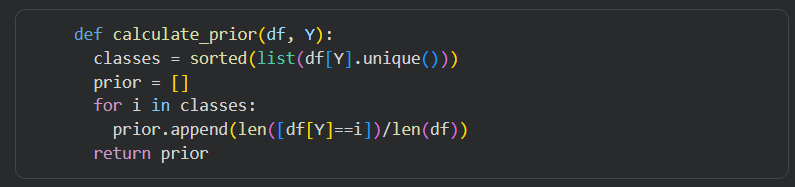 def calculate_prior(df, Y):
  classes = sorted(list(df[Y].unique()))
  prior = []
  for i in classes:
    prior.append(len([df[Y]==i])/len(df))
  return prior